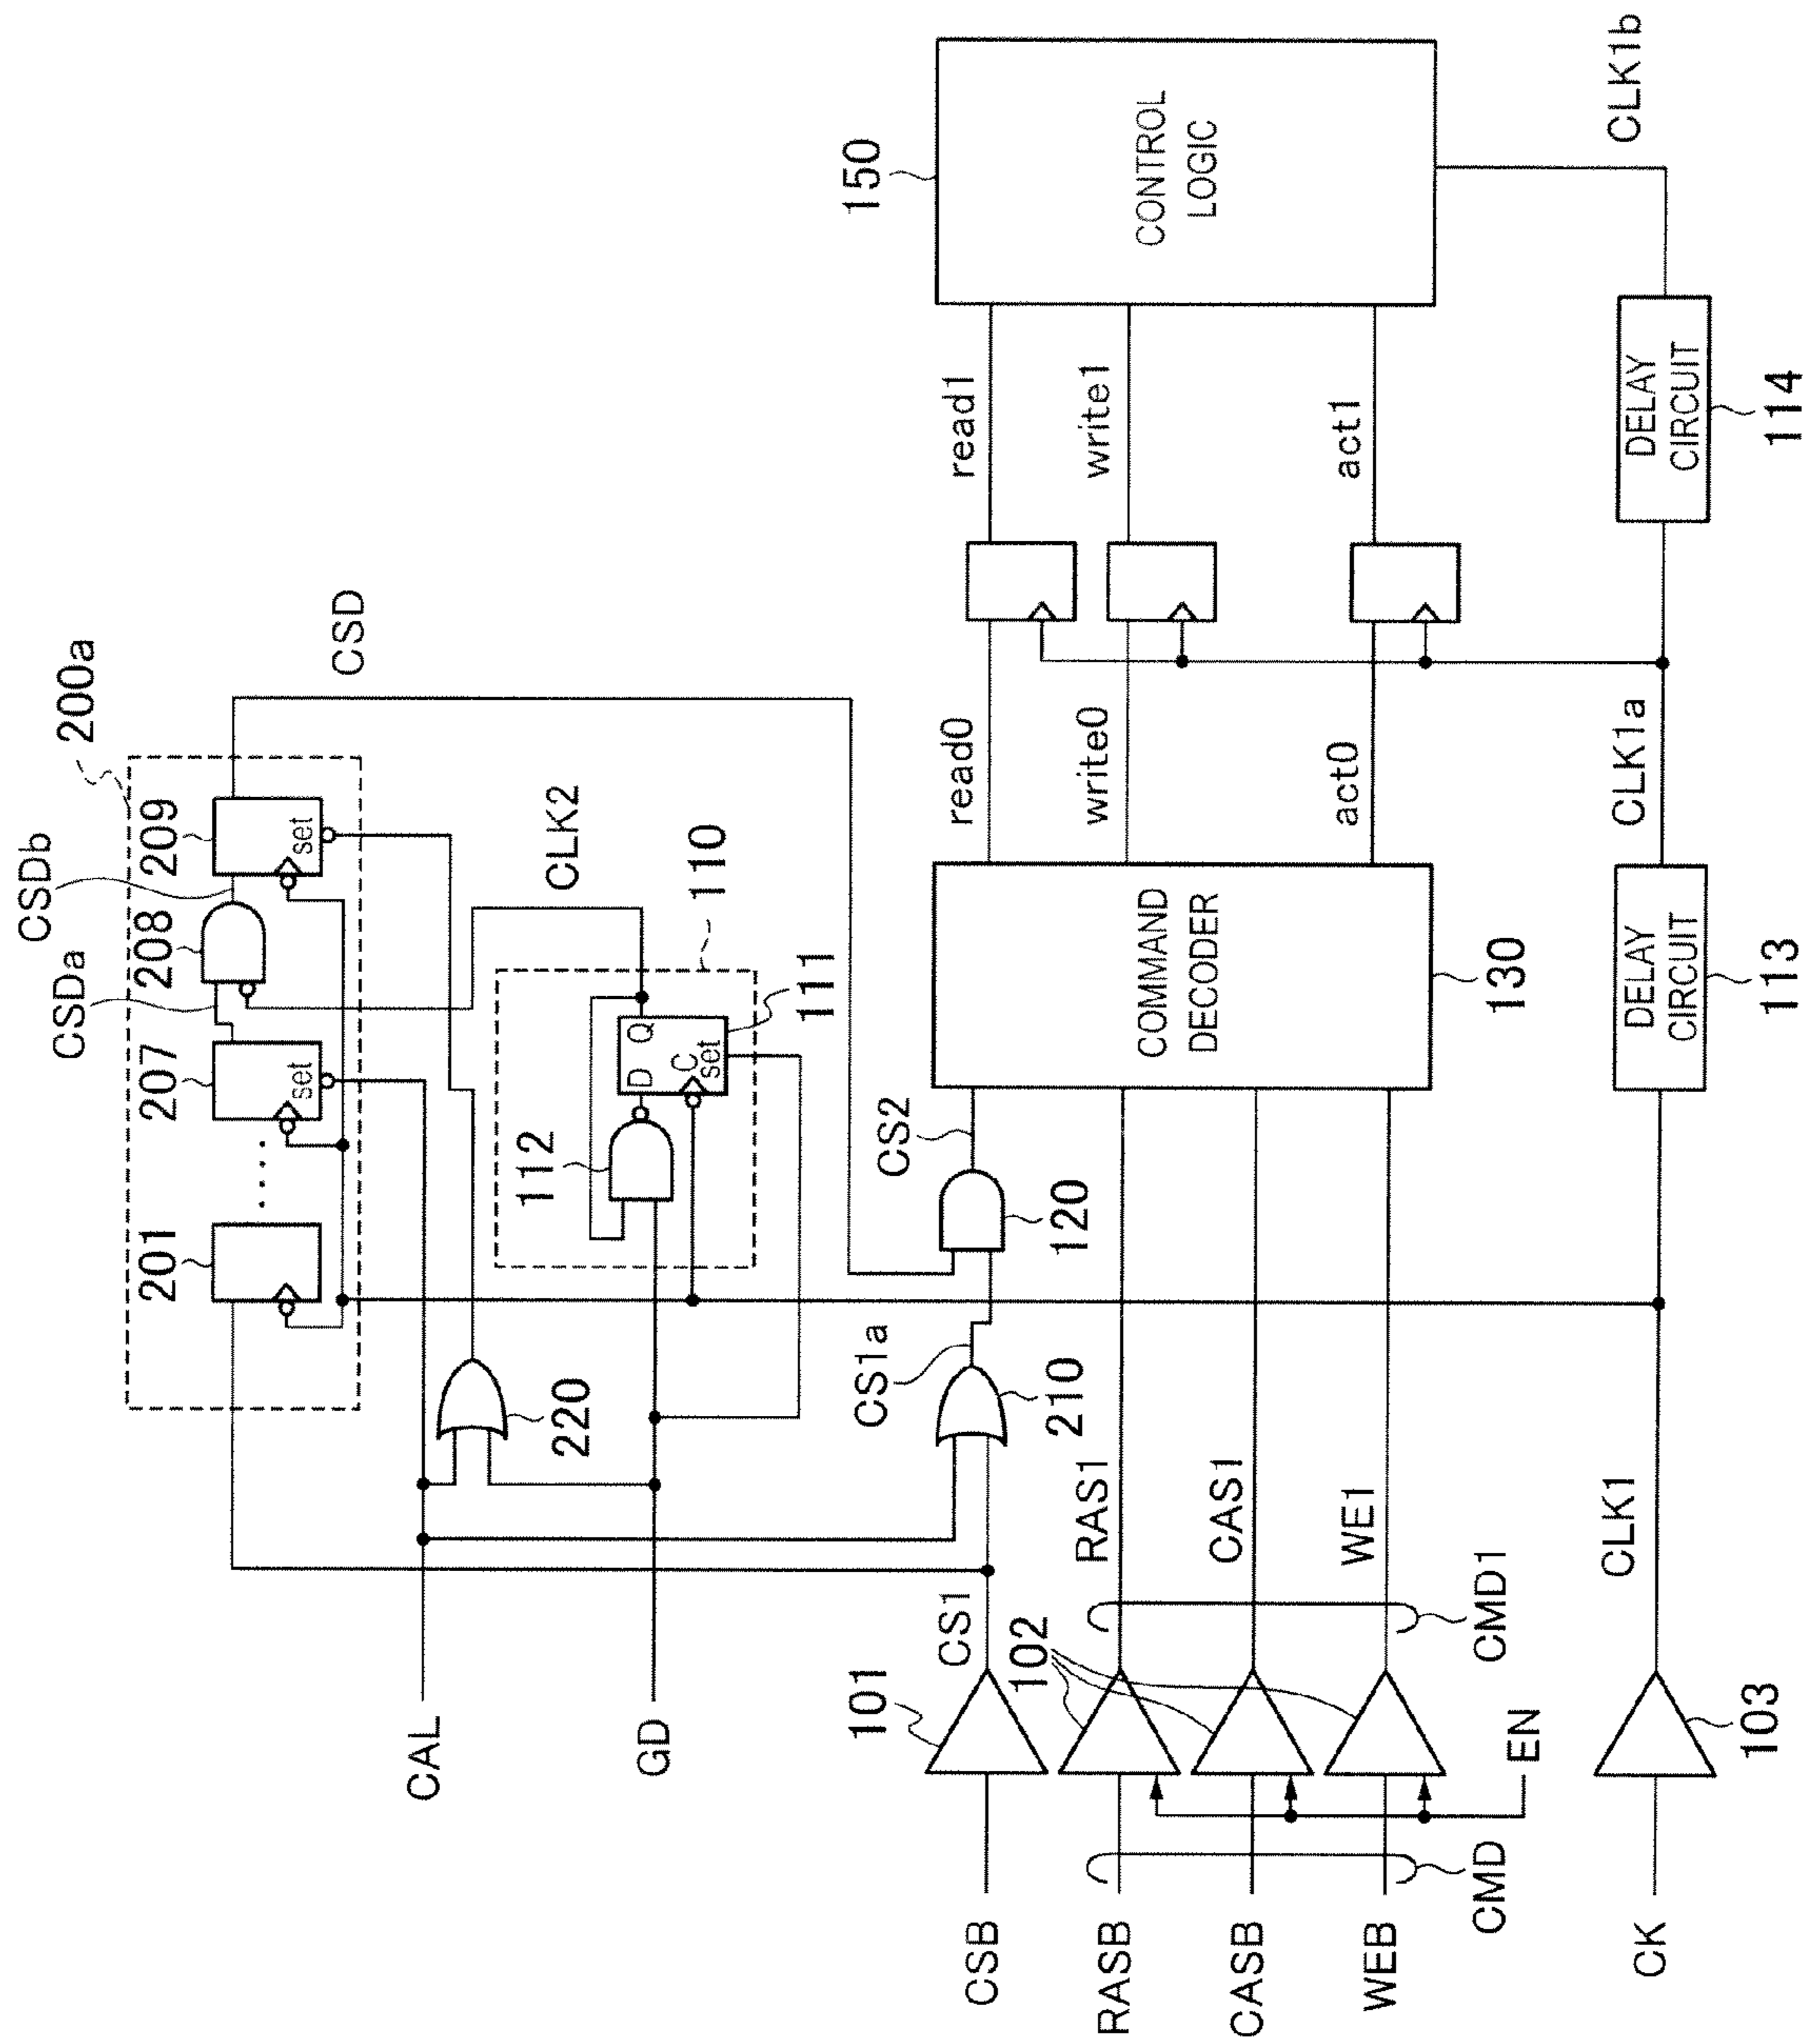 200a
201
207
CSDa
208
CSDb
209
set
set
CSD
CAL
220
GD
110
112
111
D
Q
C
set
CLK2
CSB
101
CS1
CS1a
210
120
CS2
RASB
CASB
WEB
CMD
102
EN
RAS1
CAS1
WE1
CMD1
COMMAND
DECODER
130
read0
write0
act0
read1
write1
act1
150
CONTROL
LOGIC
CK
103
CLK1
DELAY
CIRCUIT
113
CLK1a
DELAY
CIRCUIT
114
CLK1b